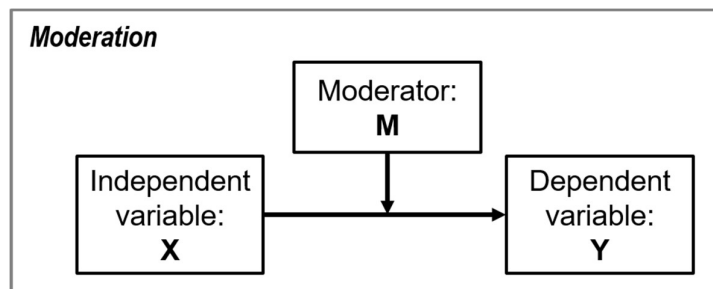 Moderation
Moderator:
M
Independent
variable:
X
Dependent
variable:
Y